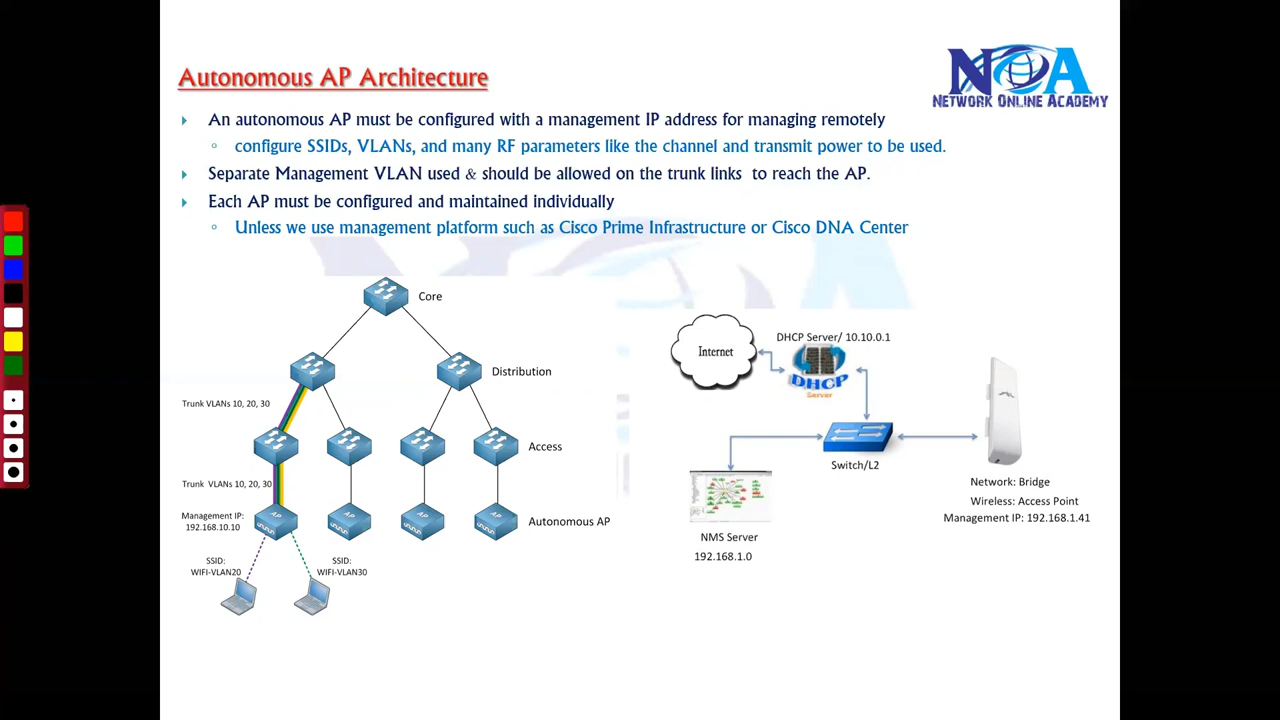 Autonomous AP Architecture
NOA
NETWORK ONLINE ACADEMY
An autonomous AP must be configured with a management IP address for managing remotely
configure SSIDs, VLANs, and many RF parameters like the channel and transmit power to be used.
Separate Management VLAN used & should be allowed on the trunk links to reach the AP.
Each AP must be configured and maintained individually
Unless we use management platform such as Cisco Prime Infrastructure or Cisco DNA Center
Core
Distribution
Trunk VLANs 10, 20, 30
Access
Trunk VLANs 10, 20, 30
Management IP:
192.168.10.10
AP
AP
AP
AP
Autonomous AP
SSID:
WIFI-VLAN20
SSID:
WIFI-VLAN30
Internet
DHCP Server/ 10.10.0.1
DHCP
Server
Switch/L2
NMS Server
192.168.1.0
Network: Bridge
Wireless: Access Point
Management IP: 192.168.1.41